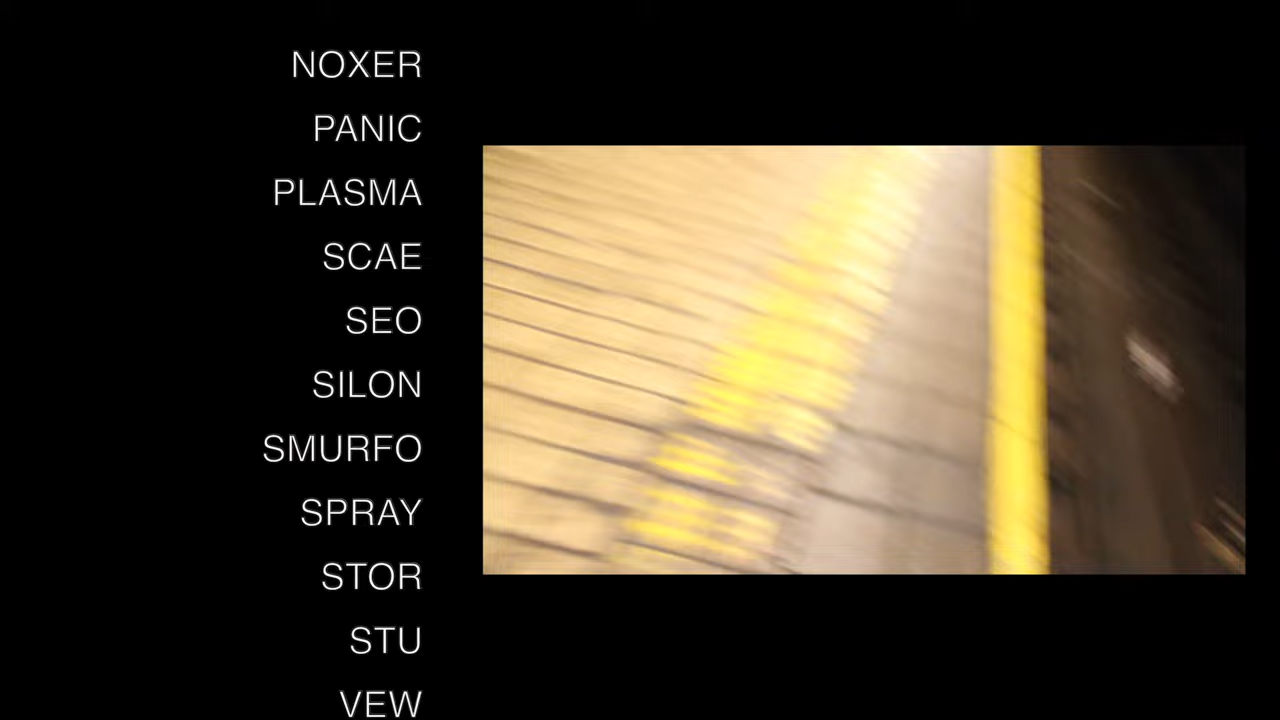 NOXER
PANIC
PLASMA
SCAE
SEO
SILON
SMURFO
SPRAY
STOR
STU
VEW